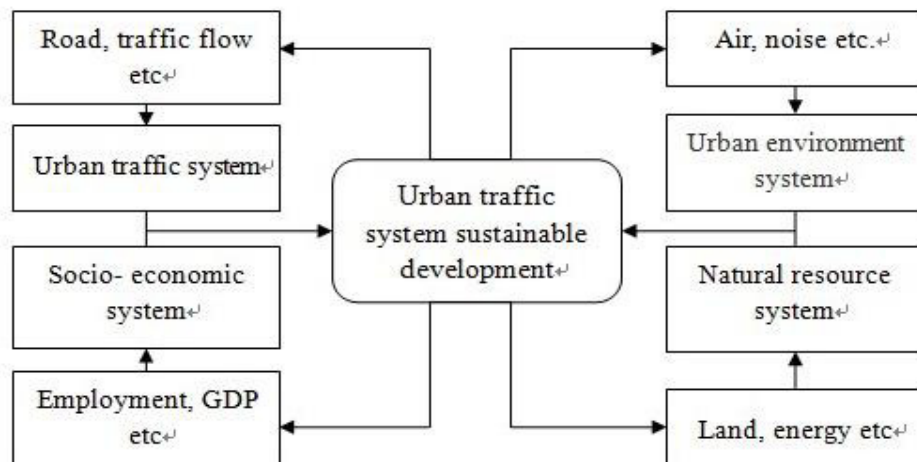 Road, traffic flow
etc↵
Urban traffic system↵
Socio- economic
system↵
Employment, GDP
etc↵
Urban traffic
system sustainable
development↵
Air, noise etc.↵
Urban environment
system↵
Natural resource
system↵
Land, energy etc↵